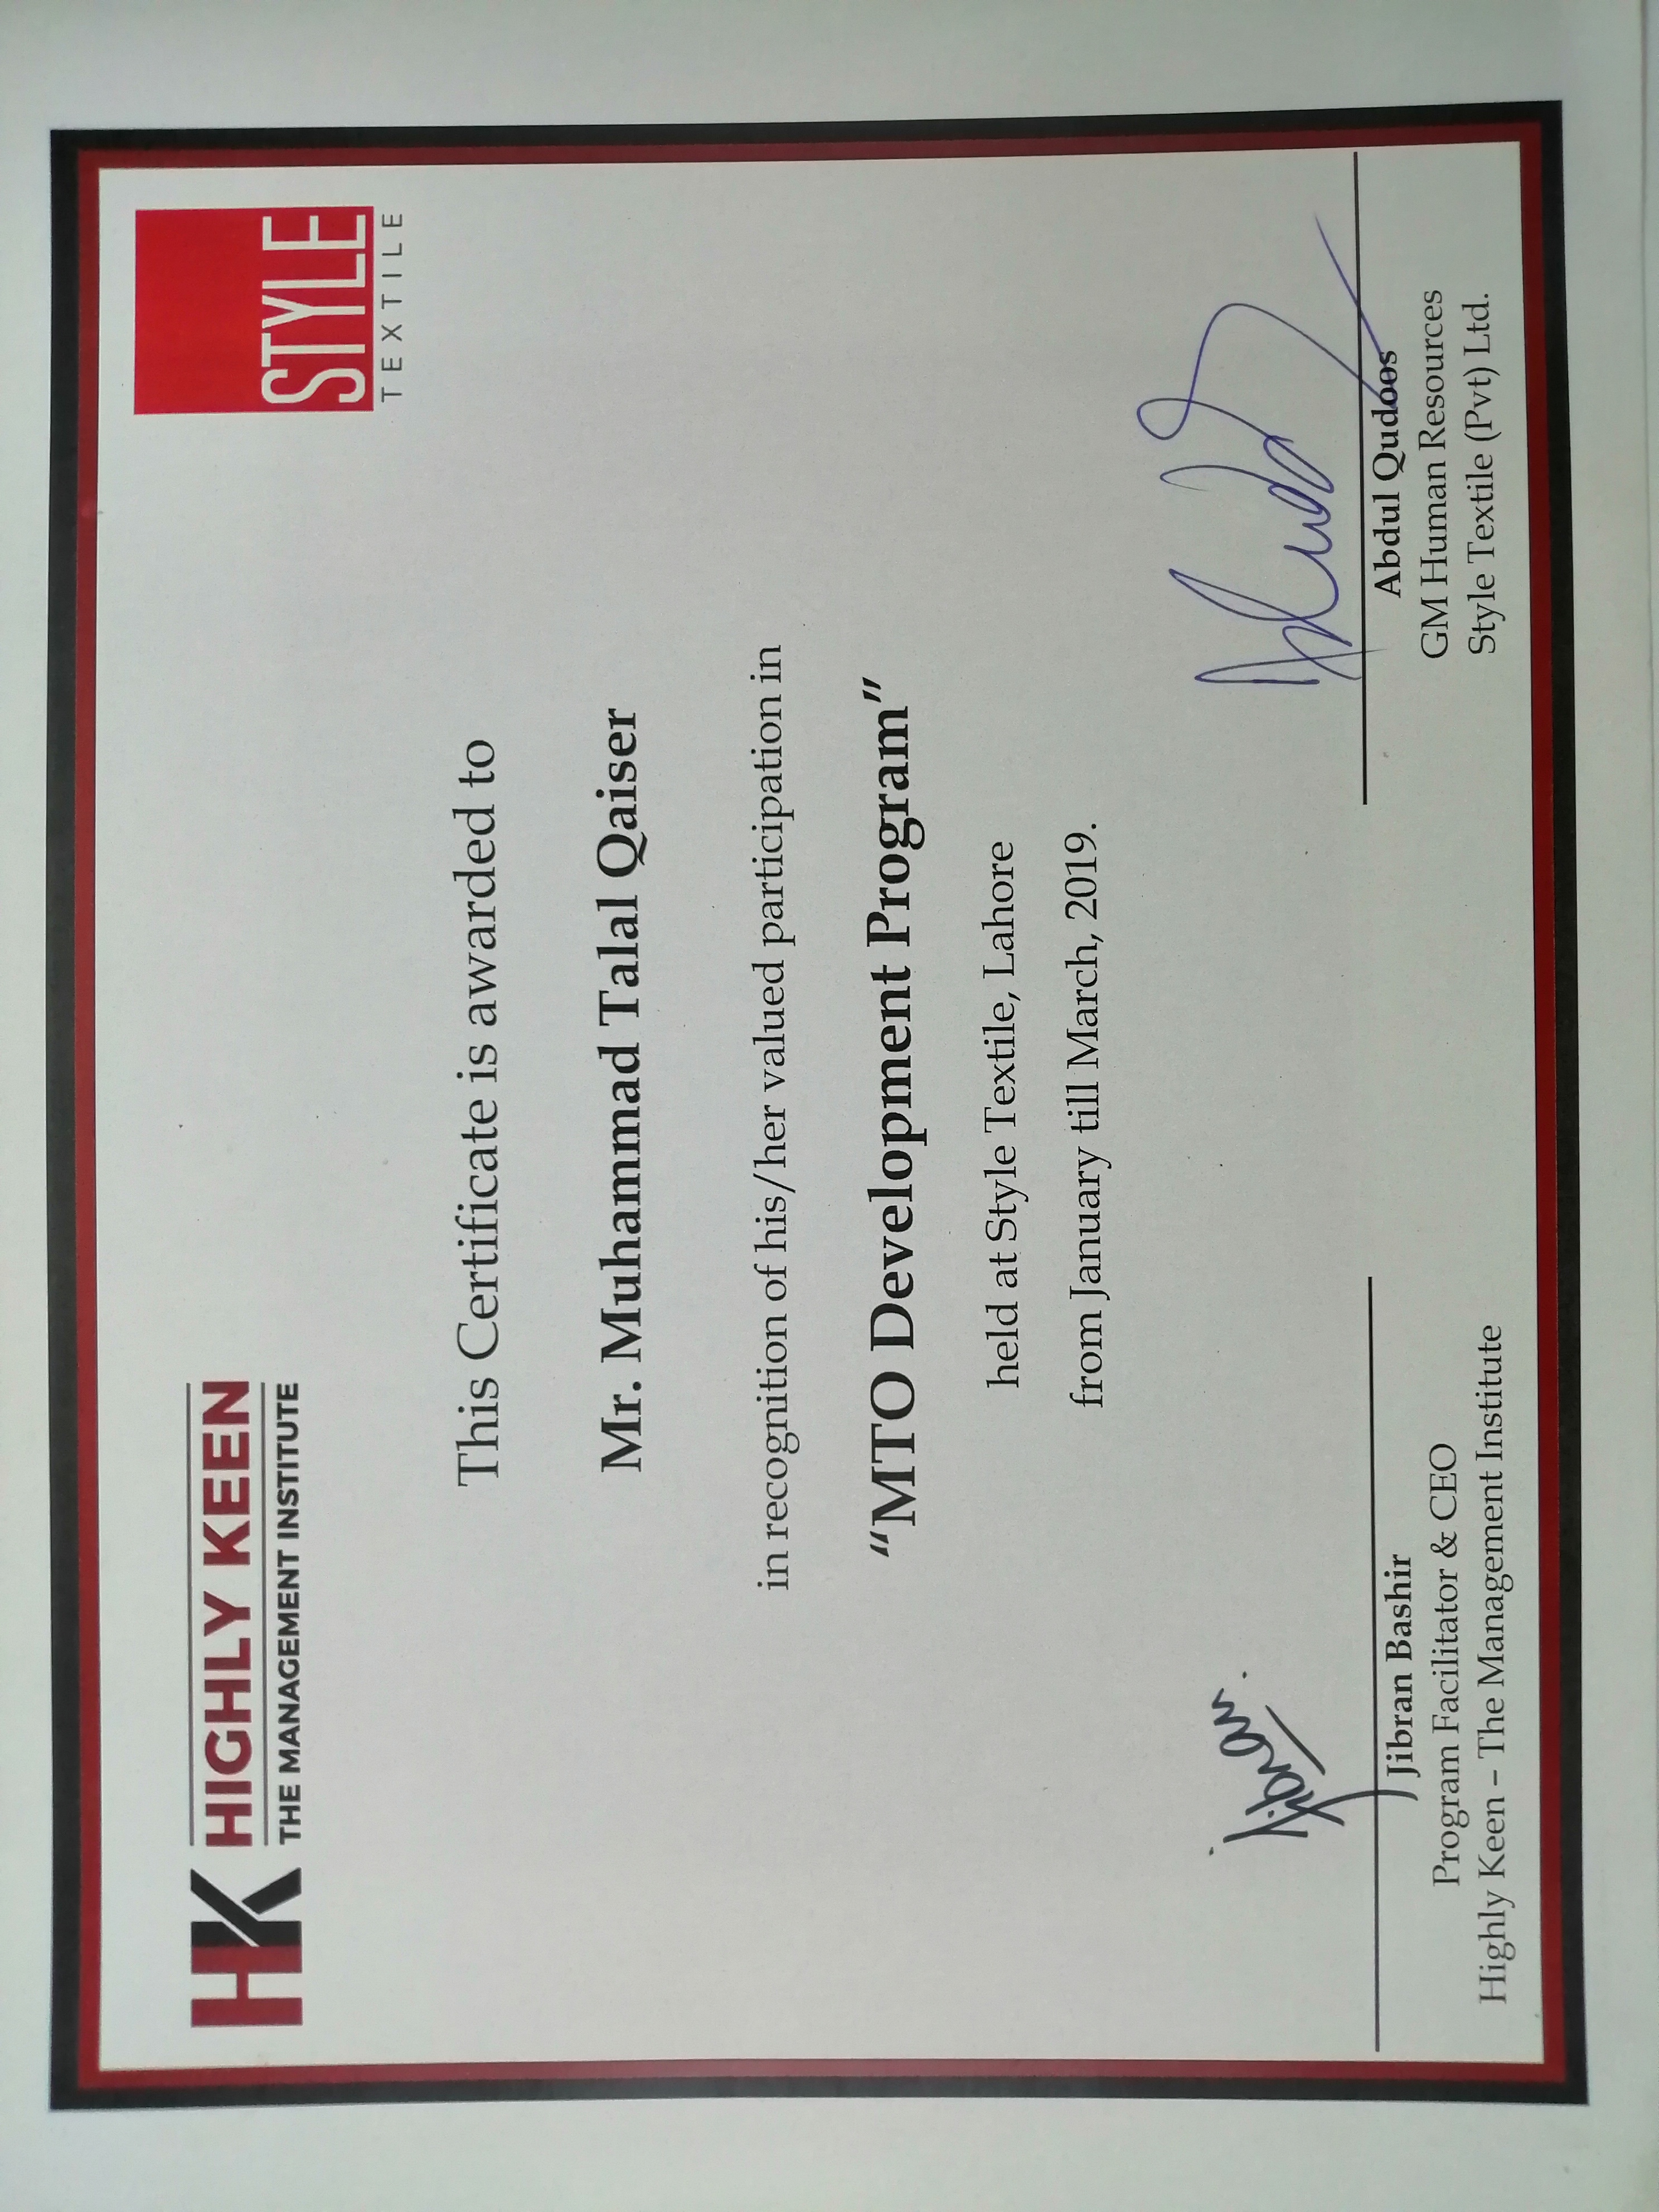 HK HIGHLY KEEN
THE MANAGEMENT INSTITUTE
STYLE
TEXTILE
This Certificate is awarded to
Mr. Muhammad Talal Qaiser
in recognition of his/her valued participation in
“MTO Development Program”
held at Style Textile, Lahore
from January till March, 2019.
Jibran.
Jibran Bashir
Program Facilitator & CEO
Highly Keen – The Management Institute
Abdul Qudoos
GM Human Resources
Style Textile (Pvt) Ltd.